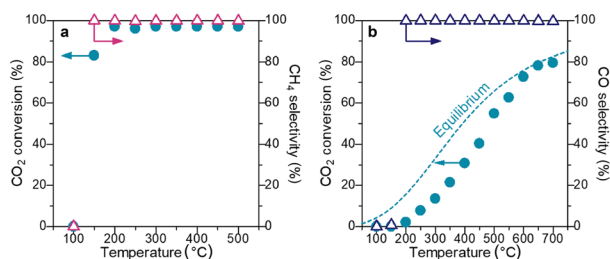 a
100
80
60
40
20
0
CO₂ conversion (%)
100
80
60
40
20
0
CH₄ selectivity (%)
100 200 300 400 500
Temperature (°C)
b
100
80
60
40
20
0
CO₂ conversion (%)
Equilibrium
100
80
60
40
20
0
CO selectivity (%)
100 200 300 400 500 600 700
Temperature (°C)